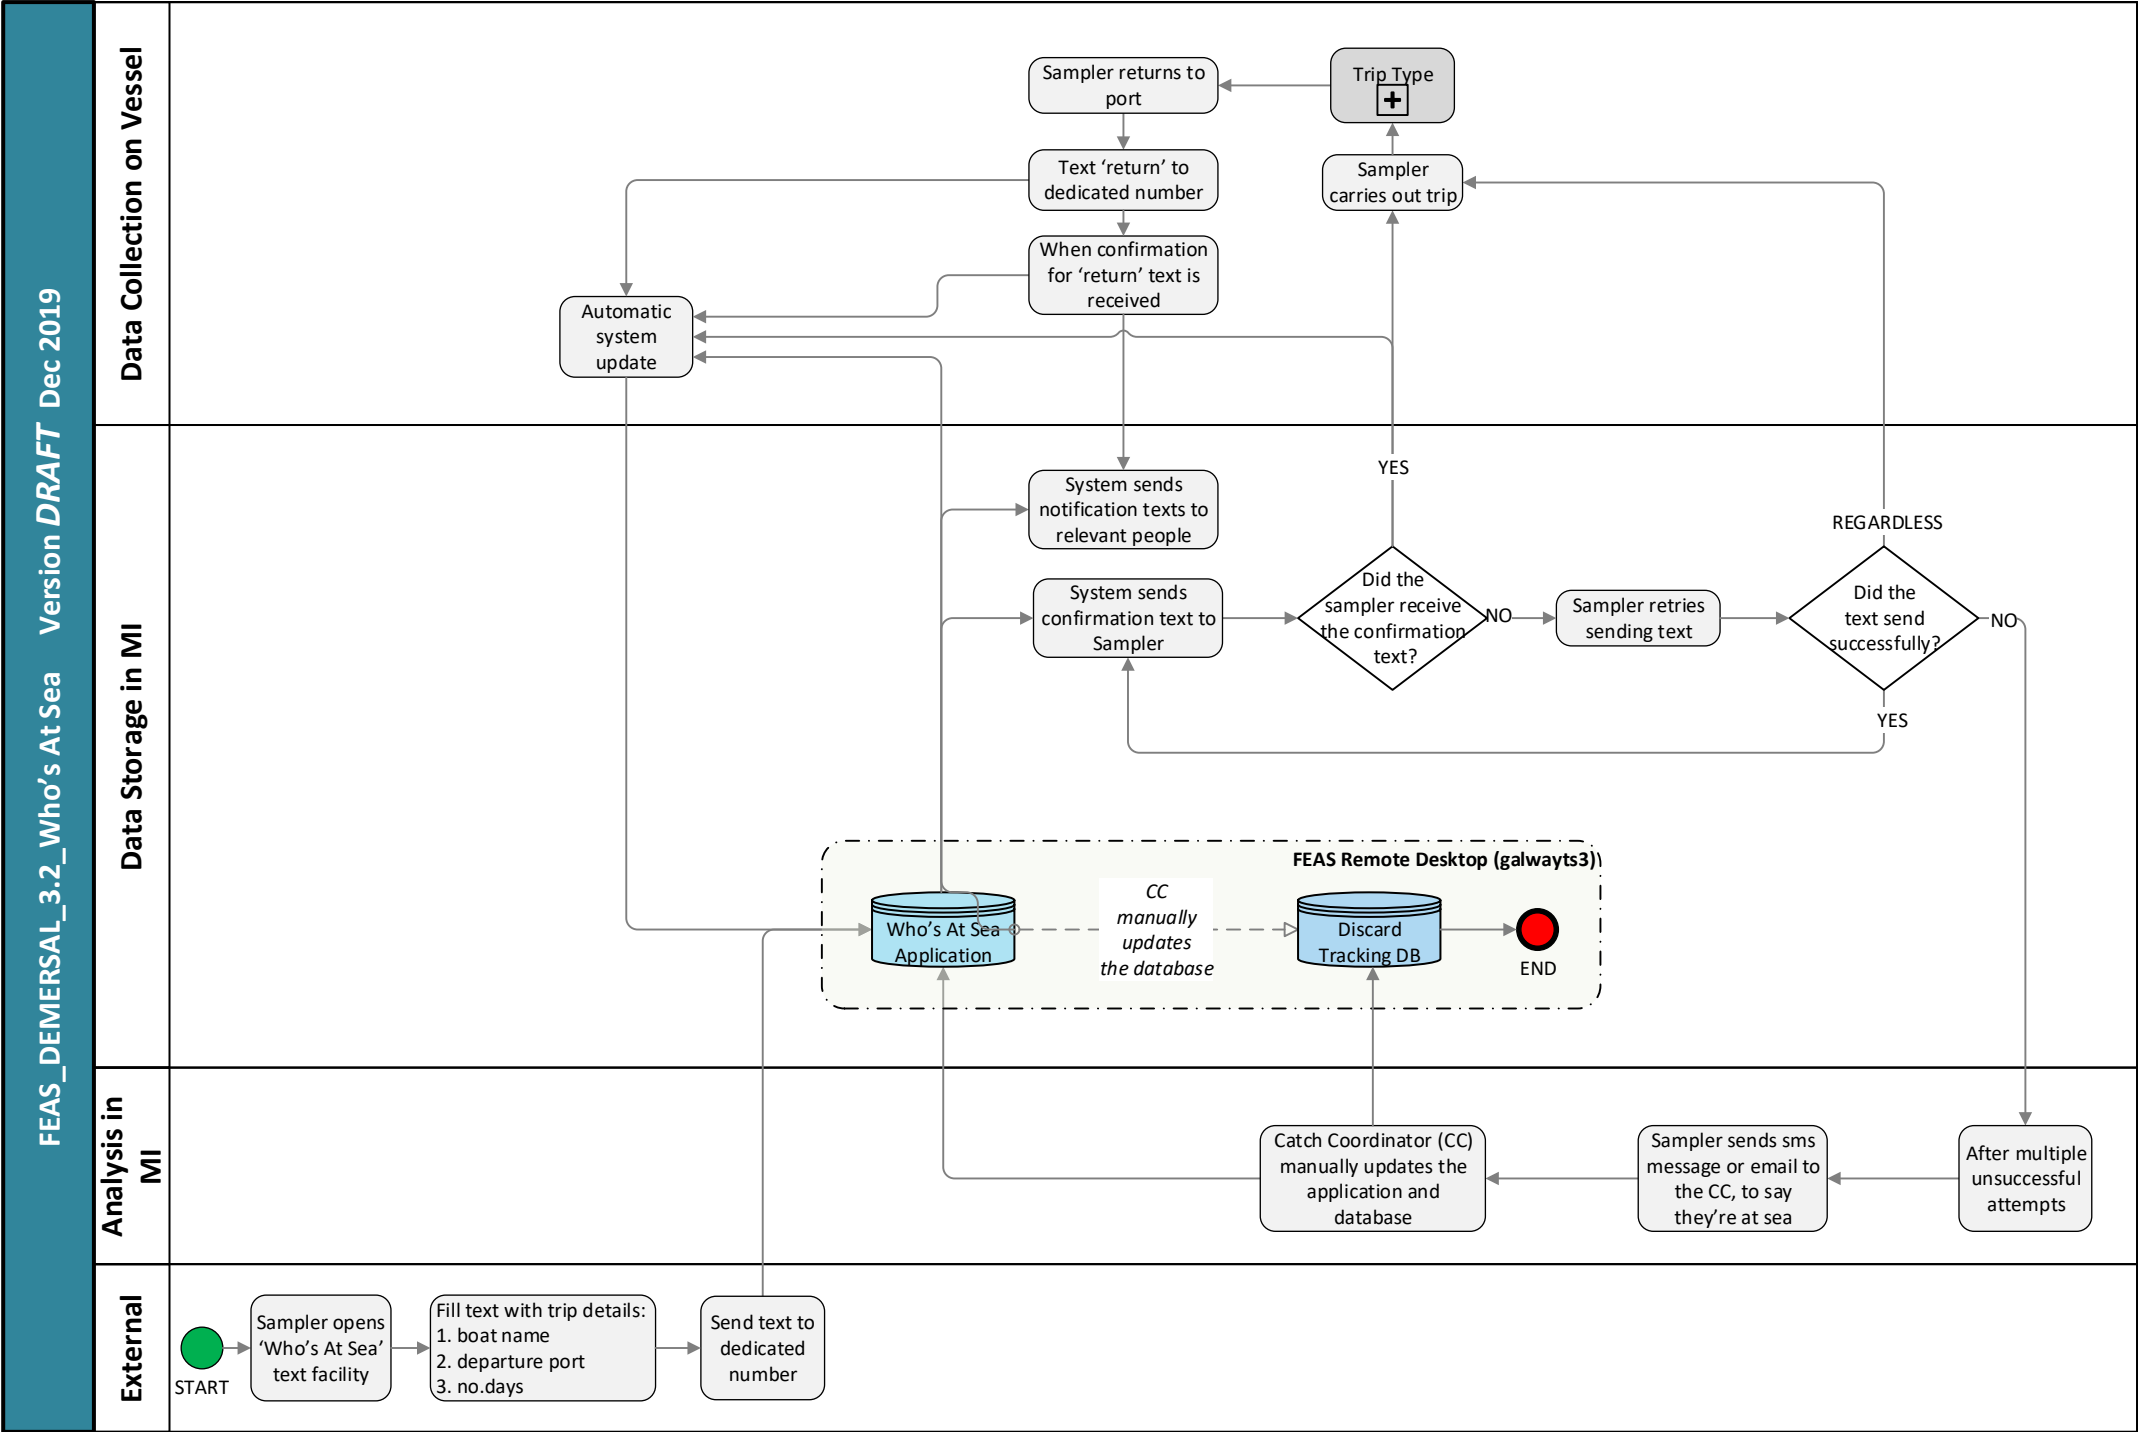 FEAS_DEMERSAL_3.2_Who's At Sea Version DRAFT Dec 2019
Data Collection on Vessel
Sampler returns to
port
Trip Type
Text ‘return’ to
dedicated number
Sampler
carries out trip
When confirmation
for ‘return’ text is
received
Automatic
system
update
Data Storage in MI
YES
System sends
notification texts to
relevant people
REGARDLESS
System sends
confirmation text to
Sampler
Did the
sampler receive
the confirmation
text?
NO
Sampler retries
sending text
Did the
text send
successfully?
NO
YES
FEAS Remote Desktop (galwayts3)
Who’s At Sea
Application
CC
manually
updates
the database
Discard
Tracking DB
END
Analysis in
MI
Catch Coordinator (CC)
manually updates the
application and
database
Sampler sends sms
message or email to
the CC, to say
they’re at sea
After multiple
unsuccessful
attempts
External
START
Sampler opens
‘Who’s At Sea’
text facility
Fill text with trip details:
1. boat name
2. departure port
3. no.days
Send text to
dedicated
number